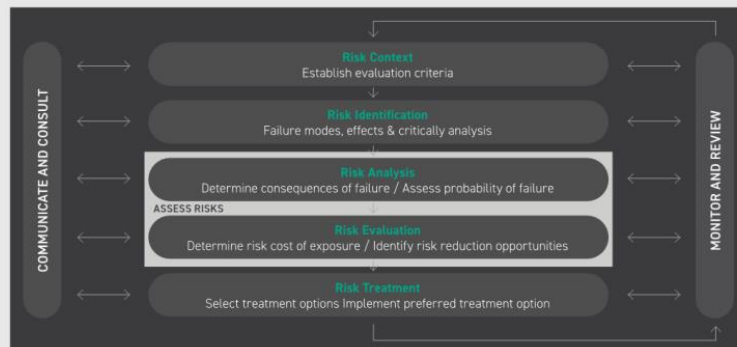 COMMUNICATE AND CONSULT
Risk Context
Establish evaluation criteria
Risk Identification
Failure modes, effects & critically analysis
Risk Analysis
Determine consequences of failure / Assess probability of failure
ASSESS RISKS
Risk Evaluation
Determine risk cost of exposure / Identify risk reduction opportunities
Risk Treatment
Select treatment options Implement preferred treatment option
MONITOR AND REVIEW